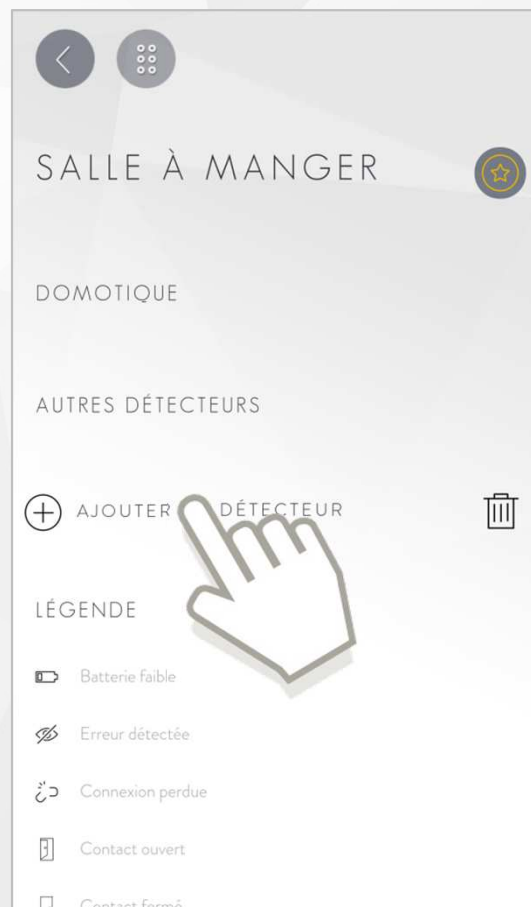 SALLE À MANGER
DOMOTIQUE
AUTRES DÉTECTEURS
AJOUTER DÉTECTEUR
LÉGENDE
Batterie faible
Erreur détectée
Connexion perdue
Contact ouvert
Contact fermé